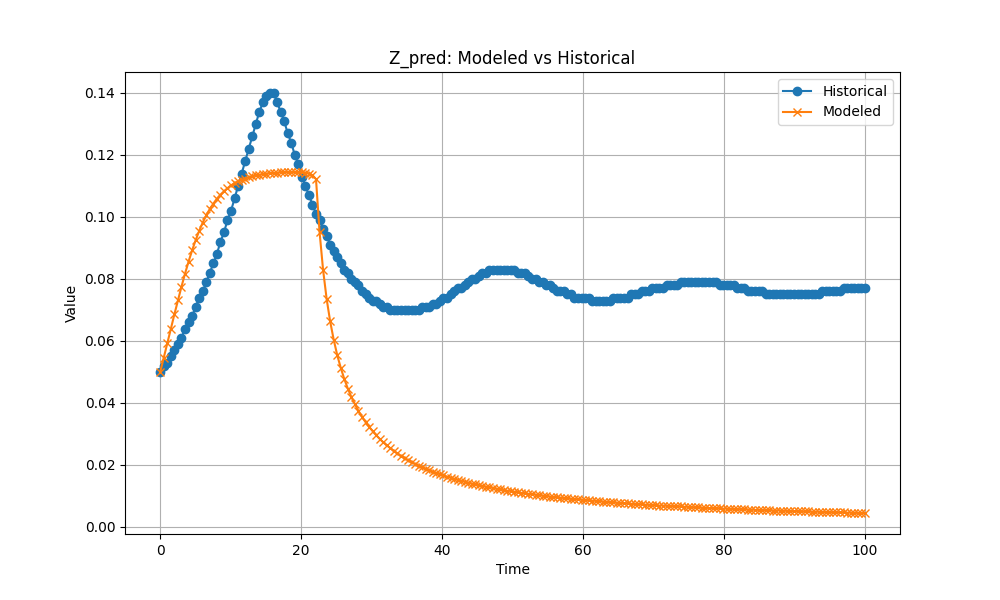 Z_pred: Modeled vs Historical
Historical
Modeled
Value
0.14
0.12
0.10
0.08
0.06
0.04
0.02
0.00
0 20 40 60 80 100
Time